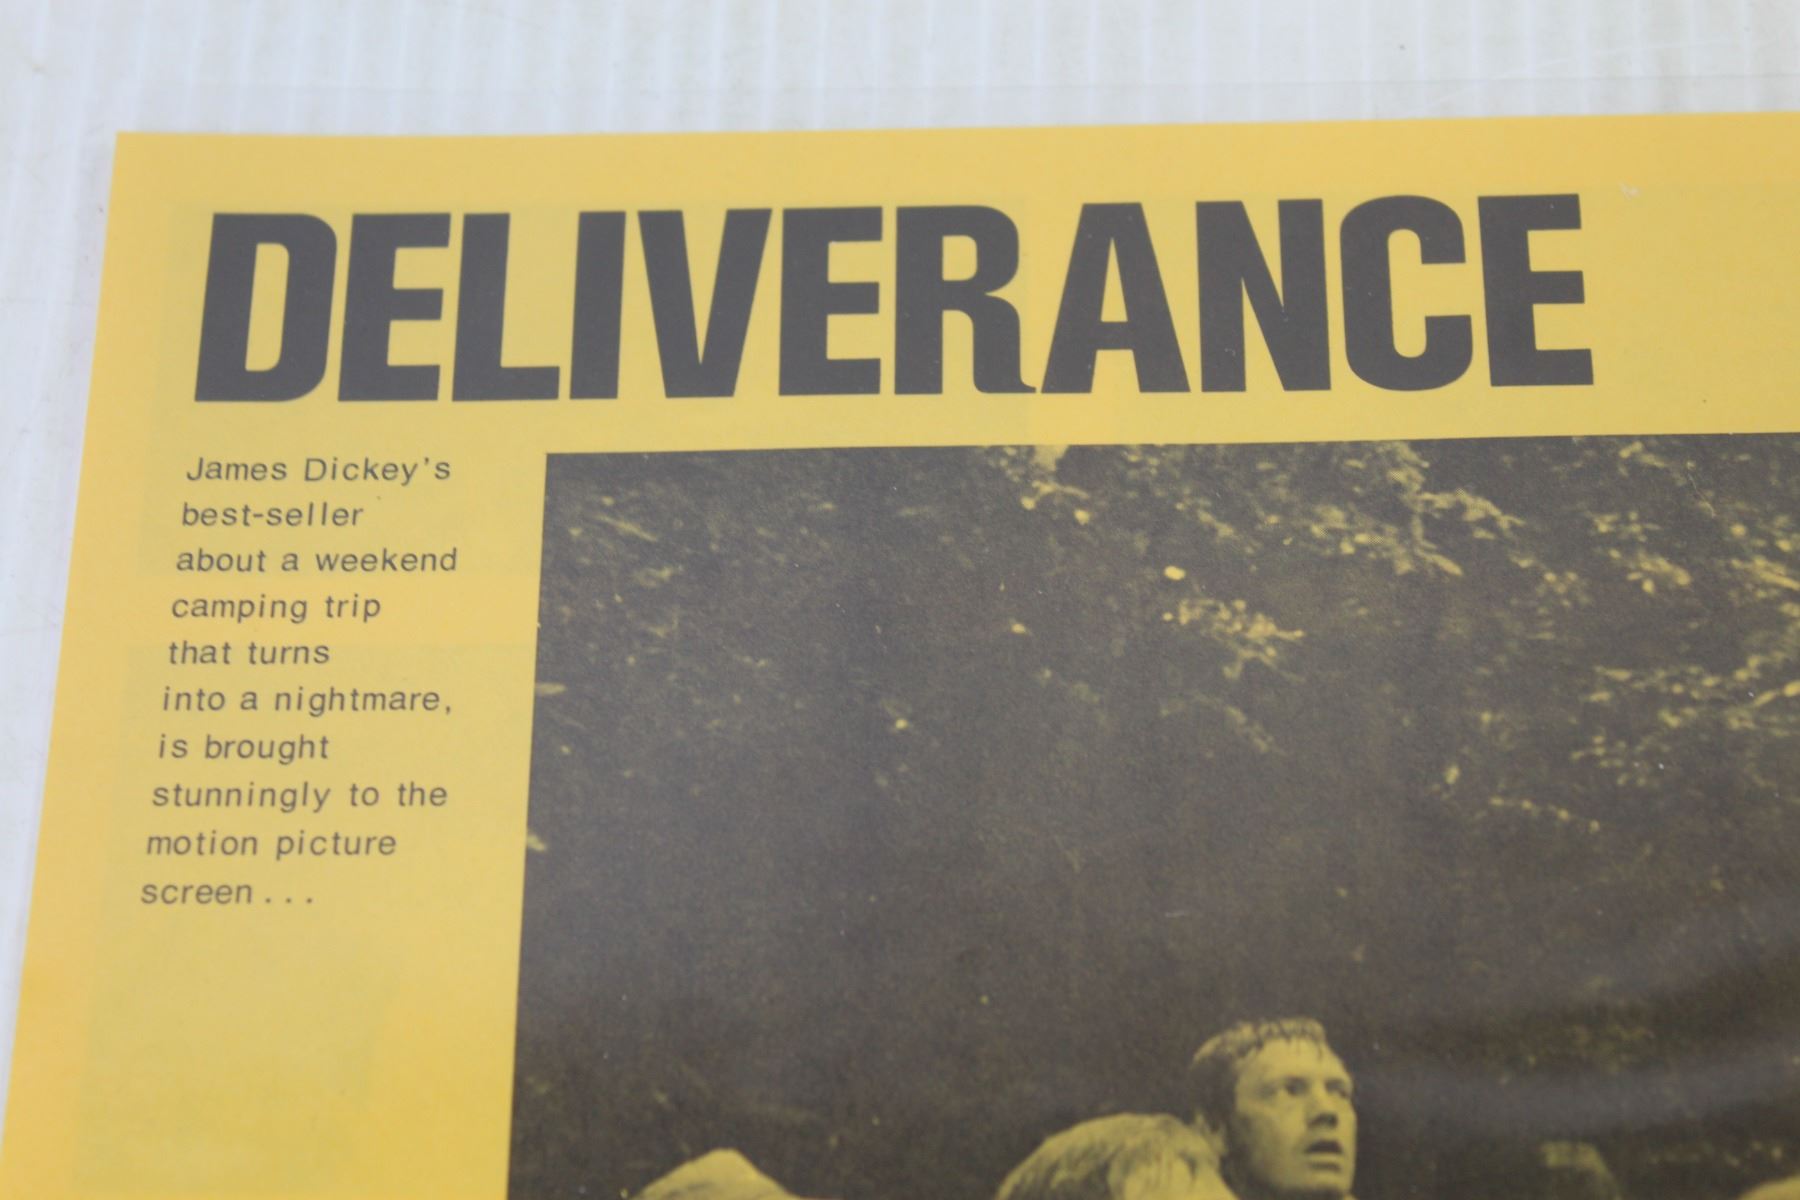 DELIVERANCE
James Dickey's
best-seller
about a weekend
camping trip
that turns
into a nightmare,
is brought
stunningly to the
motion picture
screen...